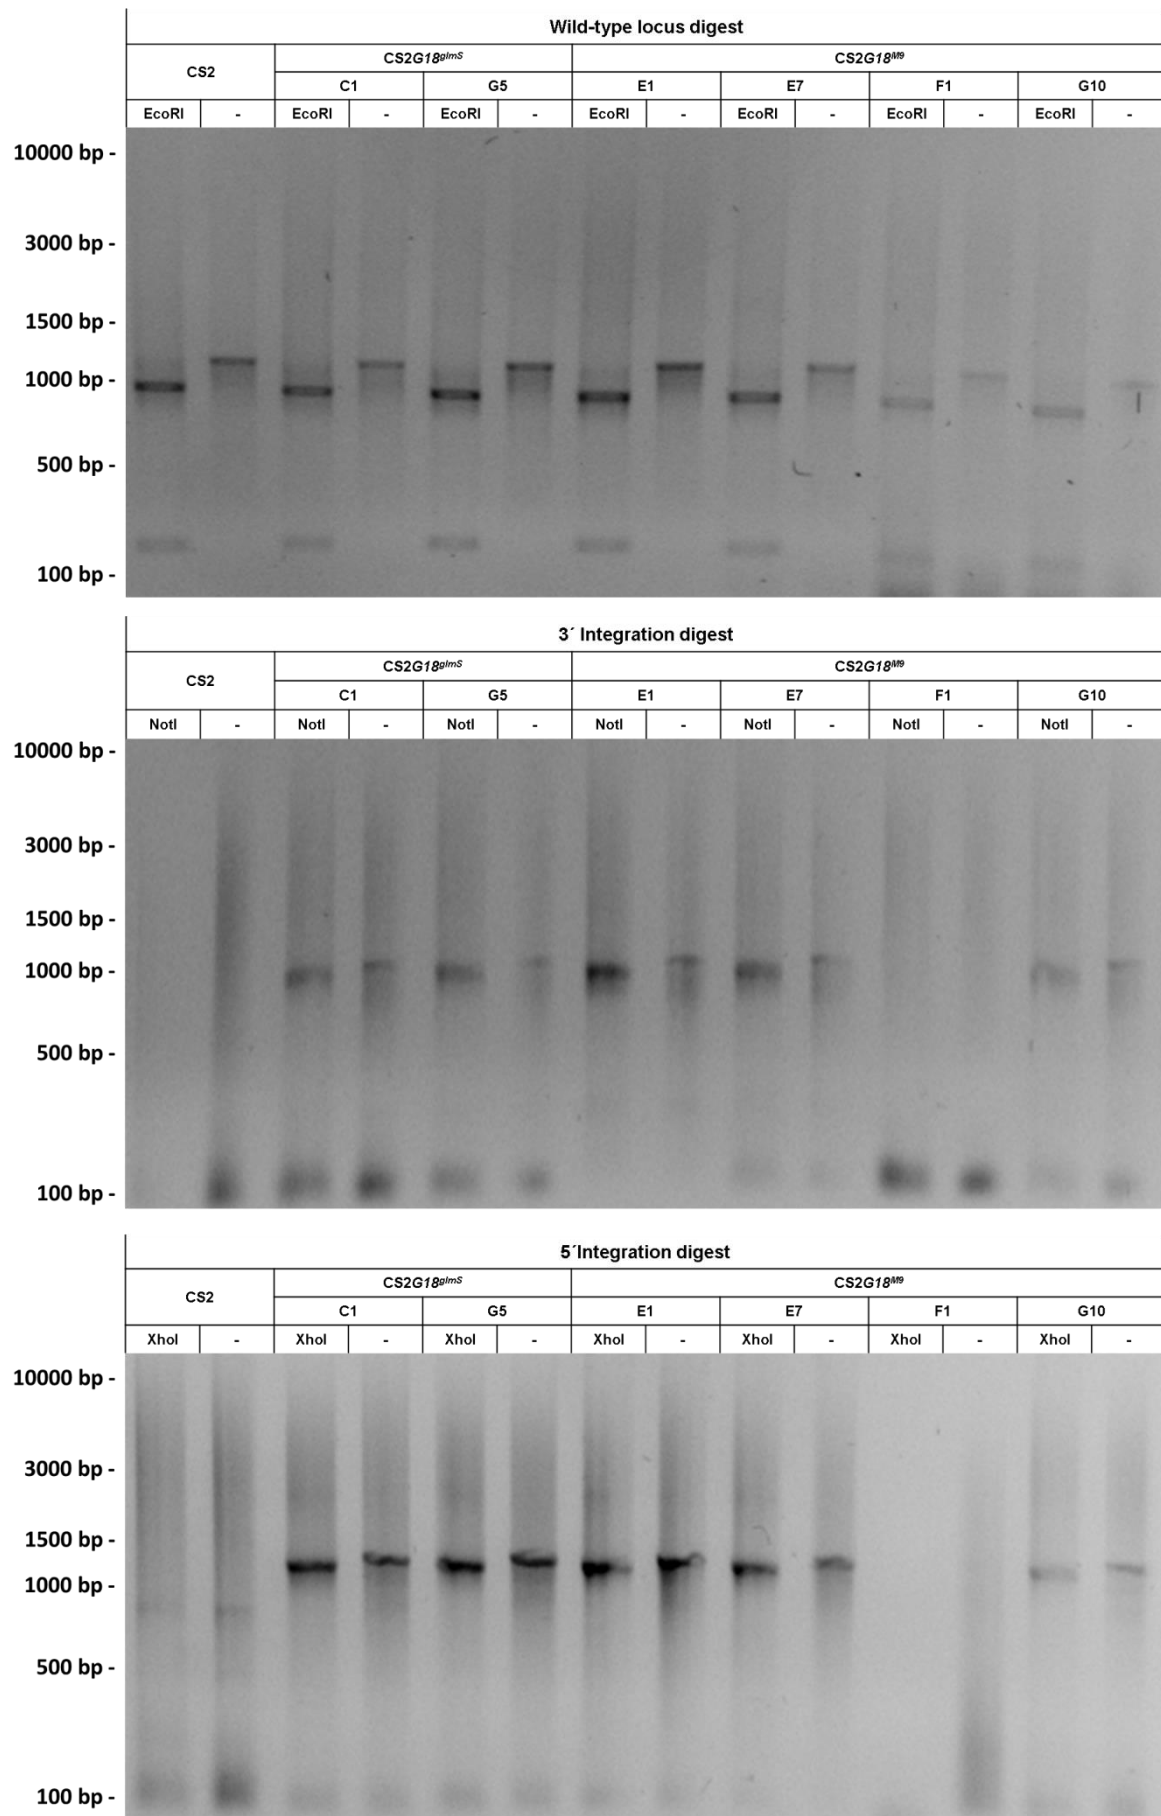 Wild-type locus digest
CS2 CS2G18glmS CS2G18M9
C1 G5 E1 E7 F1 G10
EcoRI - EcoRI - EcoRI - EcoRI - EcoRI - EcoRI - EcoRI -
10000 bp -
3000 bp -
1500 bp -
1000 bp -
500 bp -
100 bp -
3´ Integration digest
CS2 CS2G18glmS CS2G18M9
C1 G5 E1 E7 F1 G10
NotI - NotI - NotI - NotI - NotI - NotI - NotI -
10000 bp -
3000 bp -
1500 bp -
1000 bp -
500 bp -
100 bp -
5´Integration digest
CS2 CS2G18glmS CS2G18M9
C1 G5 E1 E7 F1 G10
XhoI - XhoI - XhoI - XhoI - XhoI - XhoI - XhoI -
10000 bp -
3000 bp -
1500 bp -
1000 bp -
500 bp -
100 bp -